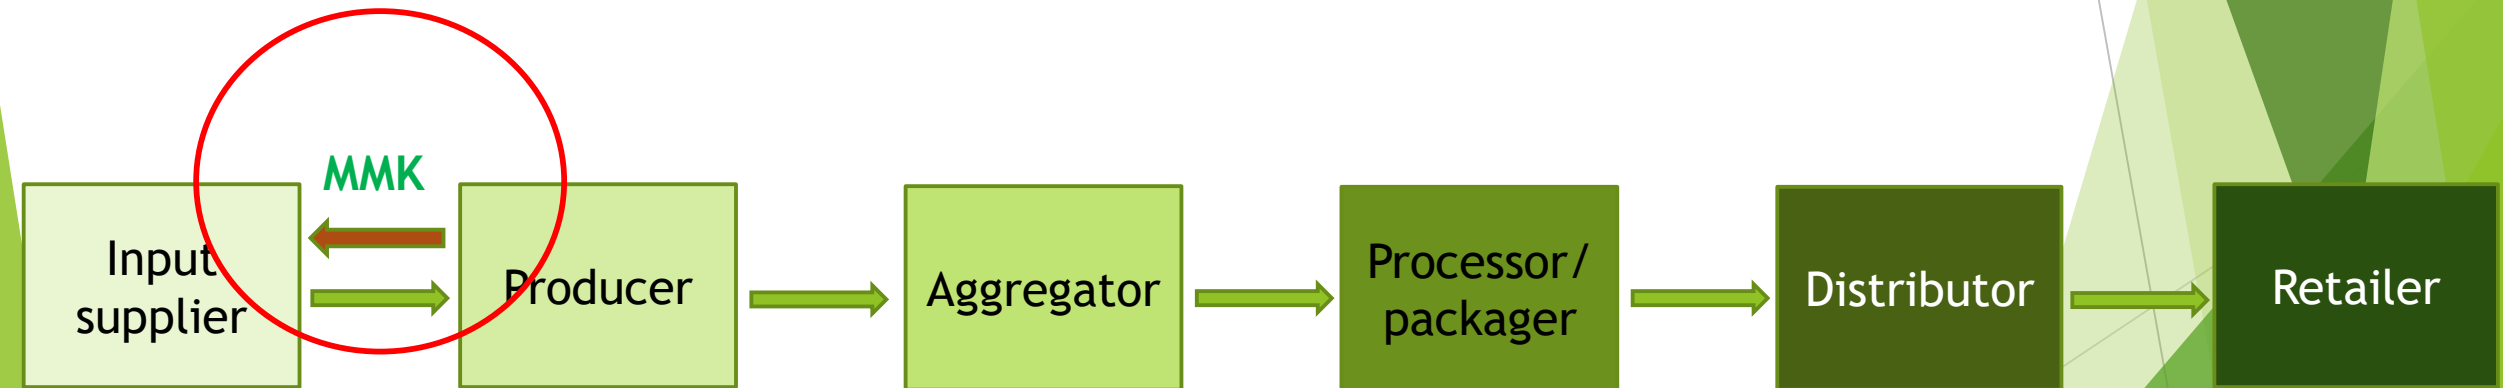 MMK
Input
supplier
Producer
Aggregator
Processor/
packager
Distributor
Retailer